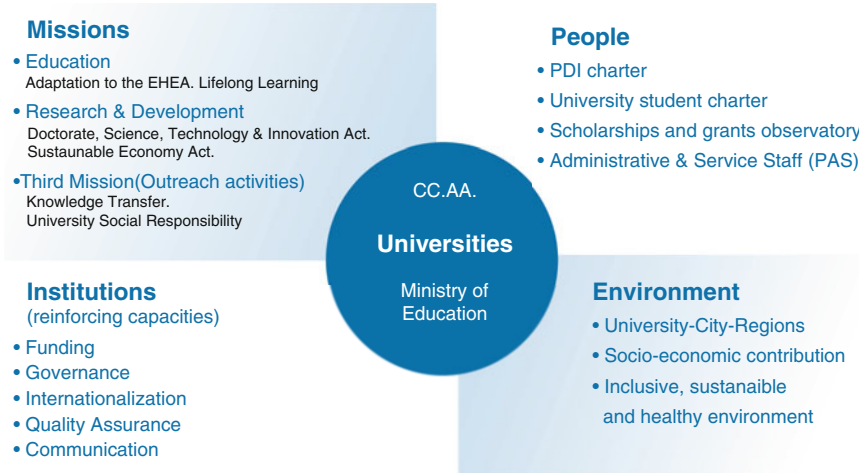 Missions
• Education
Adaptation to the EHEA. Lifelong Learning
• Research & Development
Doctorate, Science, Technology & Innovation Act.
Sustaunable Economy Act.
•Third Mission(Outreach activities)
Knowledge Transfer.
University Social Responsibility
People
• PDI charter
• University student charter
• Scholarships and grants observatory
• Administrative & Service Staff (PAS)
CC.AA.
Universities
Ministry of
Education
Institutions
(reinforcing capacities)
• Funding
• Governance
• Internationalization
• Quality Assurance
• Communication
Environment
• University-City-Regions
• Socio-economic contribution
• Inclusive, sustanaible
and healthy environment